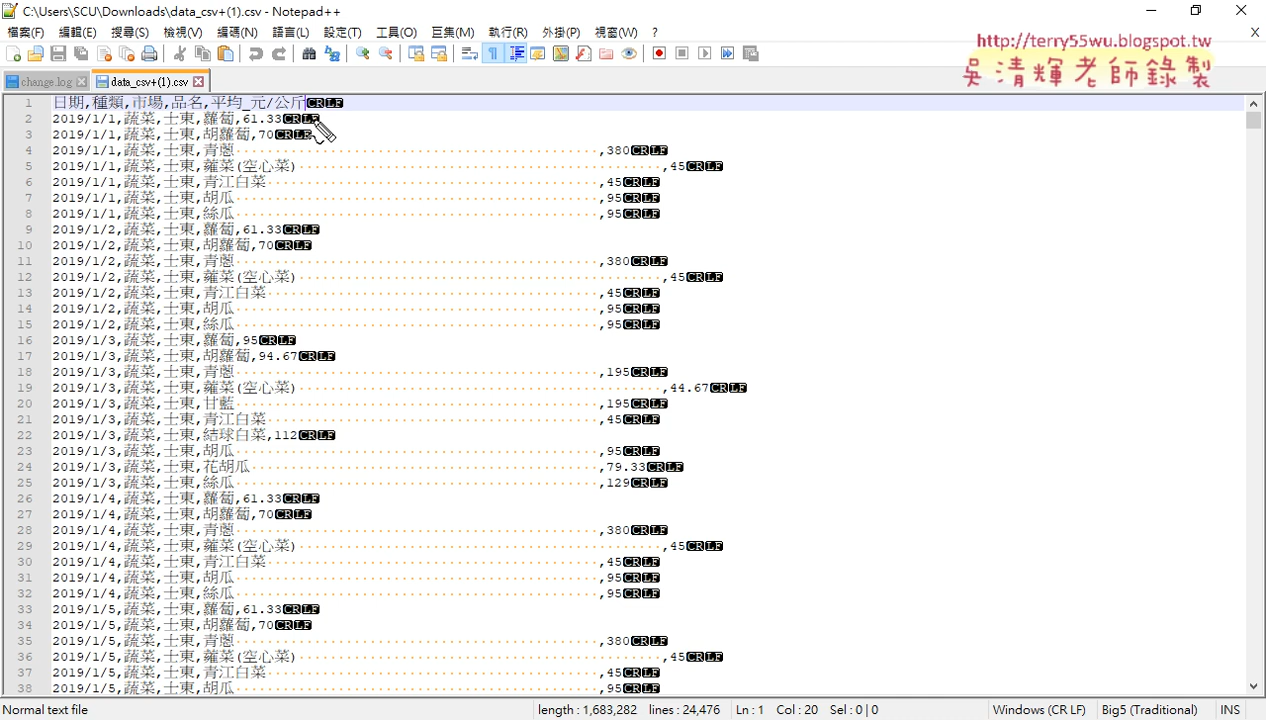 C:\Users\SCU\Downloads\data_csv+(1).csv - Notepad++
檔案(F) 編輯(E) 搜尋(S) 檢視(V) 編碼(N) 語言(L) 設定(T) 工具(O) 巨集(M) 執行(R) 外掛(P) 視窗(W) ? X
http://terry55wu.blogspot.tw
吳清輝老師錄製
change.log data_csv+(1).csv
1 日期,種類,市場,品名,平均_元/公斤CRLF
2 2019/1/1,蔬菜,士東,蘿蔔,61.33CRLF
3 2019/1/1,蔬菜,士東,胡蘿蔔,70CRLF
4 2019/1/1,蔬菜,士東,青蔥,380CRLF
5 2019/1/1,蔬菜,士東,蕹菜(空心菜),45CRLF
6 2019/1/1,蔬菜,士東,青江白菜,45CRLF
7 2019/1/1,蔬菜,士東,胡瓜,95CRLF
8 2019/1/1,蔬菜,士東,絲瓜,95CRLF
9 2019/1/2,蔬菜,士東,蘿蔔,61.33CRLF
10 2019/1/2,蔬菜,士東,胡蘿蔔,70CRLF
11 2019/1/2,蔬菜,士東,青蔥,380CRLF
12 2019/1/2,蔬菜,士東,蕹菜(空心菜),45CRLF
13 2019/1/2,蔬菜,士東,青江白菜,45CRLF
14 2019/1/2,蔬菜,士東,胡瓜,95CRLF
15 2019/1/2,蔬菜,士東,絲瓜,95CRLF
16 2019/1/3,蔬菜,士東,蘿蔔,95CRLF
17 2019/1/3,蔬菜,士東,胡蘿蔔,94.67CRLF
18 2019/1/3,蔬菜,士東,青蔥,195CRLF
19 2019/1/3,蔬菜,士東,蕹菜(空心菜),44.67CRLF
20 2019/1/3,蔬菜,士東,甘藍,195CRLF
21 2019/1/3,蔬菜,士東,青江白菜,45CRLF
22 2019/1/3,蔬菜,士東,結球白菜,112CRLF
23 2019/1/3,蔬菜,士東,胡瓜,95CRLF
24 2019/1/3,蔬菜,士東,花胡瓜,79.33CRLF
25 2019/1/3,蔬菜,士東,絲瓜,129CRLF
26 2019/1/4,蔬菜,士東,蘿蔔,61.33CRLF
27 2019/1/4,蔬菜,士東,胡蘿蔔,70CRLF
28 2019/1/4,蔬菜,士東,青蔥,380CRLF
29 2019/1/4,蔬菜,士東,蕹菜(空心菜),45CRLF
30 2019/1/4,蔬菜,士東,青江白菜,45CRLF
31 2019/1/4,蔬菜,士東,胡瓜,95CRLF
32 2019/1/4,蔬菜,士東,絲瓜,95CRLF
33 2019/1/5,蔬菜,士東,蘿蔔,61.33CRLF
34 2019/1/5,蔬菜,士東,胡蘿蔔,70CRLF
35 2019/1/5,蔬菜,士東,青蔥,380CRLF
36 2019/1/5,蔬菜,士東,蕹菜(空心菜),45CRLF
37 2019/1/5,蔬菜,士東,青江白菜,45CRLF
38 2019/1/5,蔬菜,士東,胡瓜,95CRLF
Normal text file length : 1,683,282 lines : 24,476 Ln : 1 Col : 20 Sel : 0 | 0 Windows (CR LF) Big5 (Traditional) INS